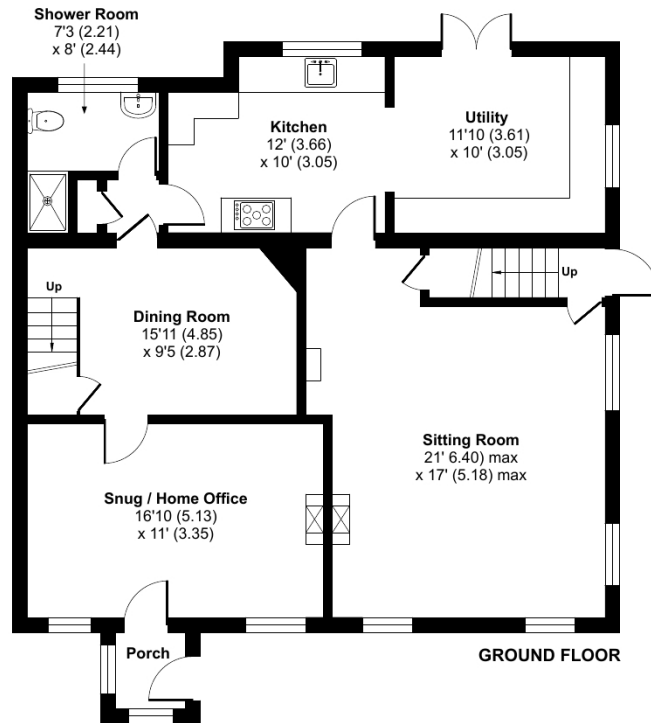 Shower Room
7'3 (2.21)
x 8' (2.44)
Kitchen
12' (3.66)
x 10' (3.05)
Utility
11'10 (3.61)
x 10' (3.05)
Up
Up
Dining Room
15'11 (4.85)
x 9'5 (2.87)
Sitting Room
21' 6.40) max
x 17' (5.18) max
Snug / Home Office
16'10 (5.13)
x 11' (3.35)
Porch
GROUND FLOOR